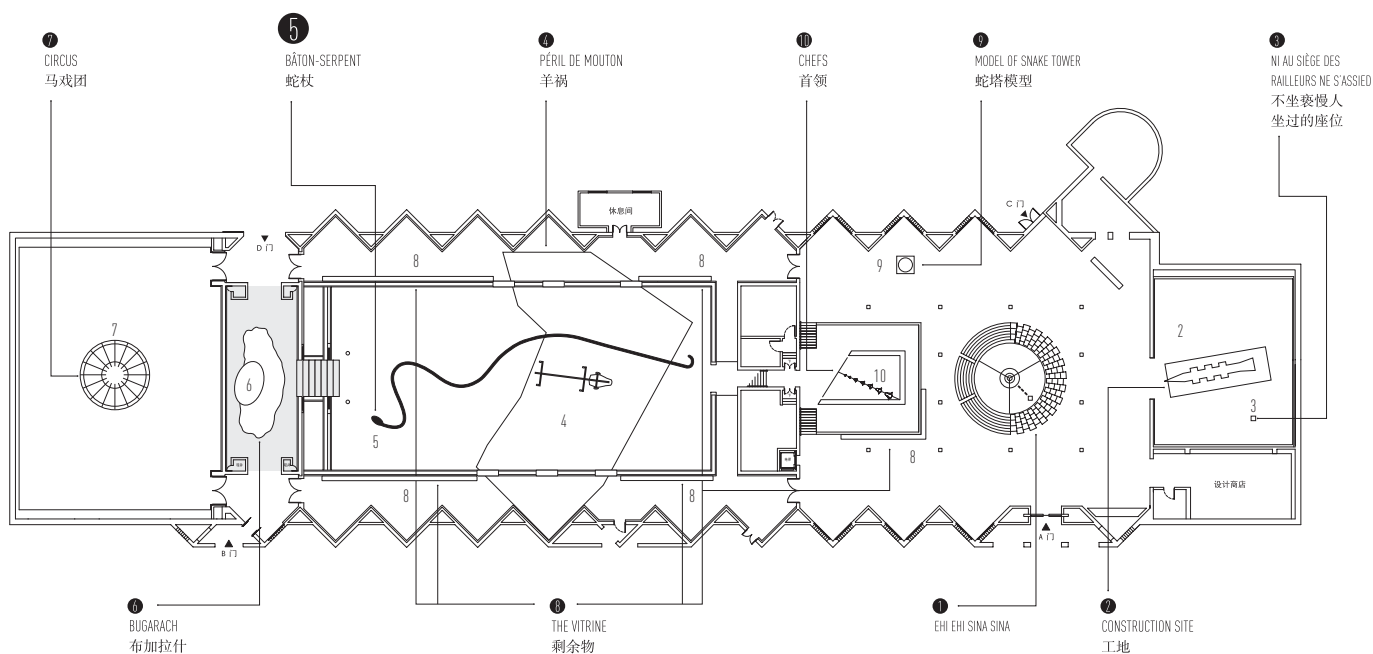 7
CIRCUS
马戏团
5
BÂTON-SERPENT
蛇杖
4
PÉRIL DE MOUTON
羊祸
10
CHEFS
首领
9
MODEL OF SNAKE TOWER
蛇塔模型
3
NI AU SIÈGE DES
RAILLEURS NE S'ASSIED
不坐亵慢人
坐过的座位
休息间
C 门
D 门
8
8
9
7
2
6
10
3
4
5
8
8
8
设计商店
B 门
A 门
6
BUGARACH
布加拉什
8
THE VITRINE
剩余物
1
EHI EHI SINA SINA
2
CONSTRUCTION SITE
工地